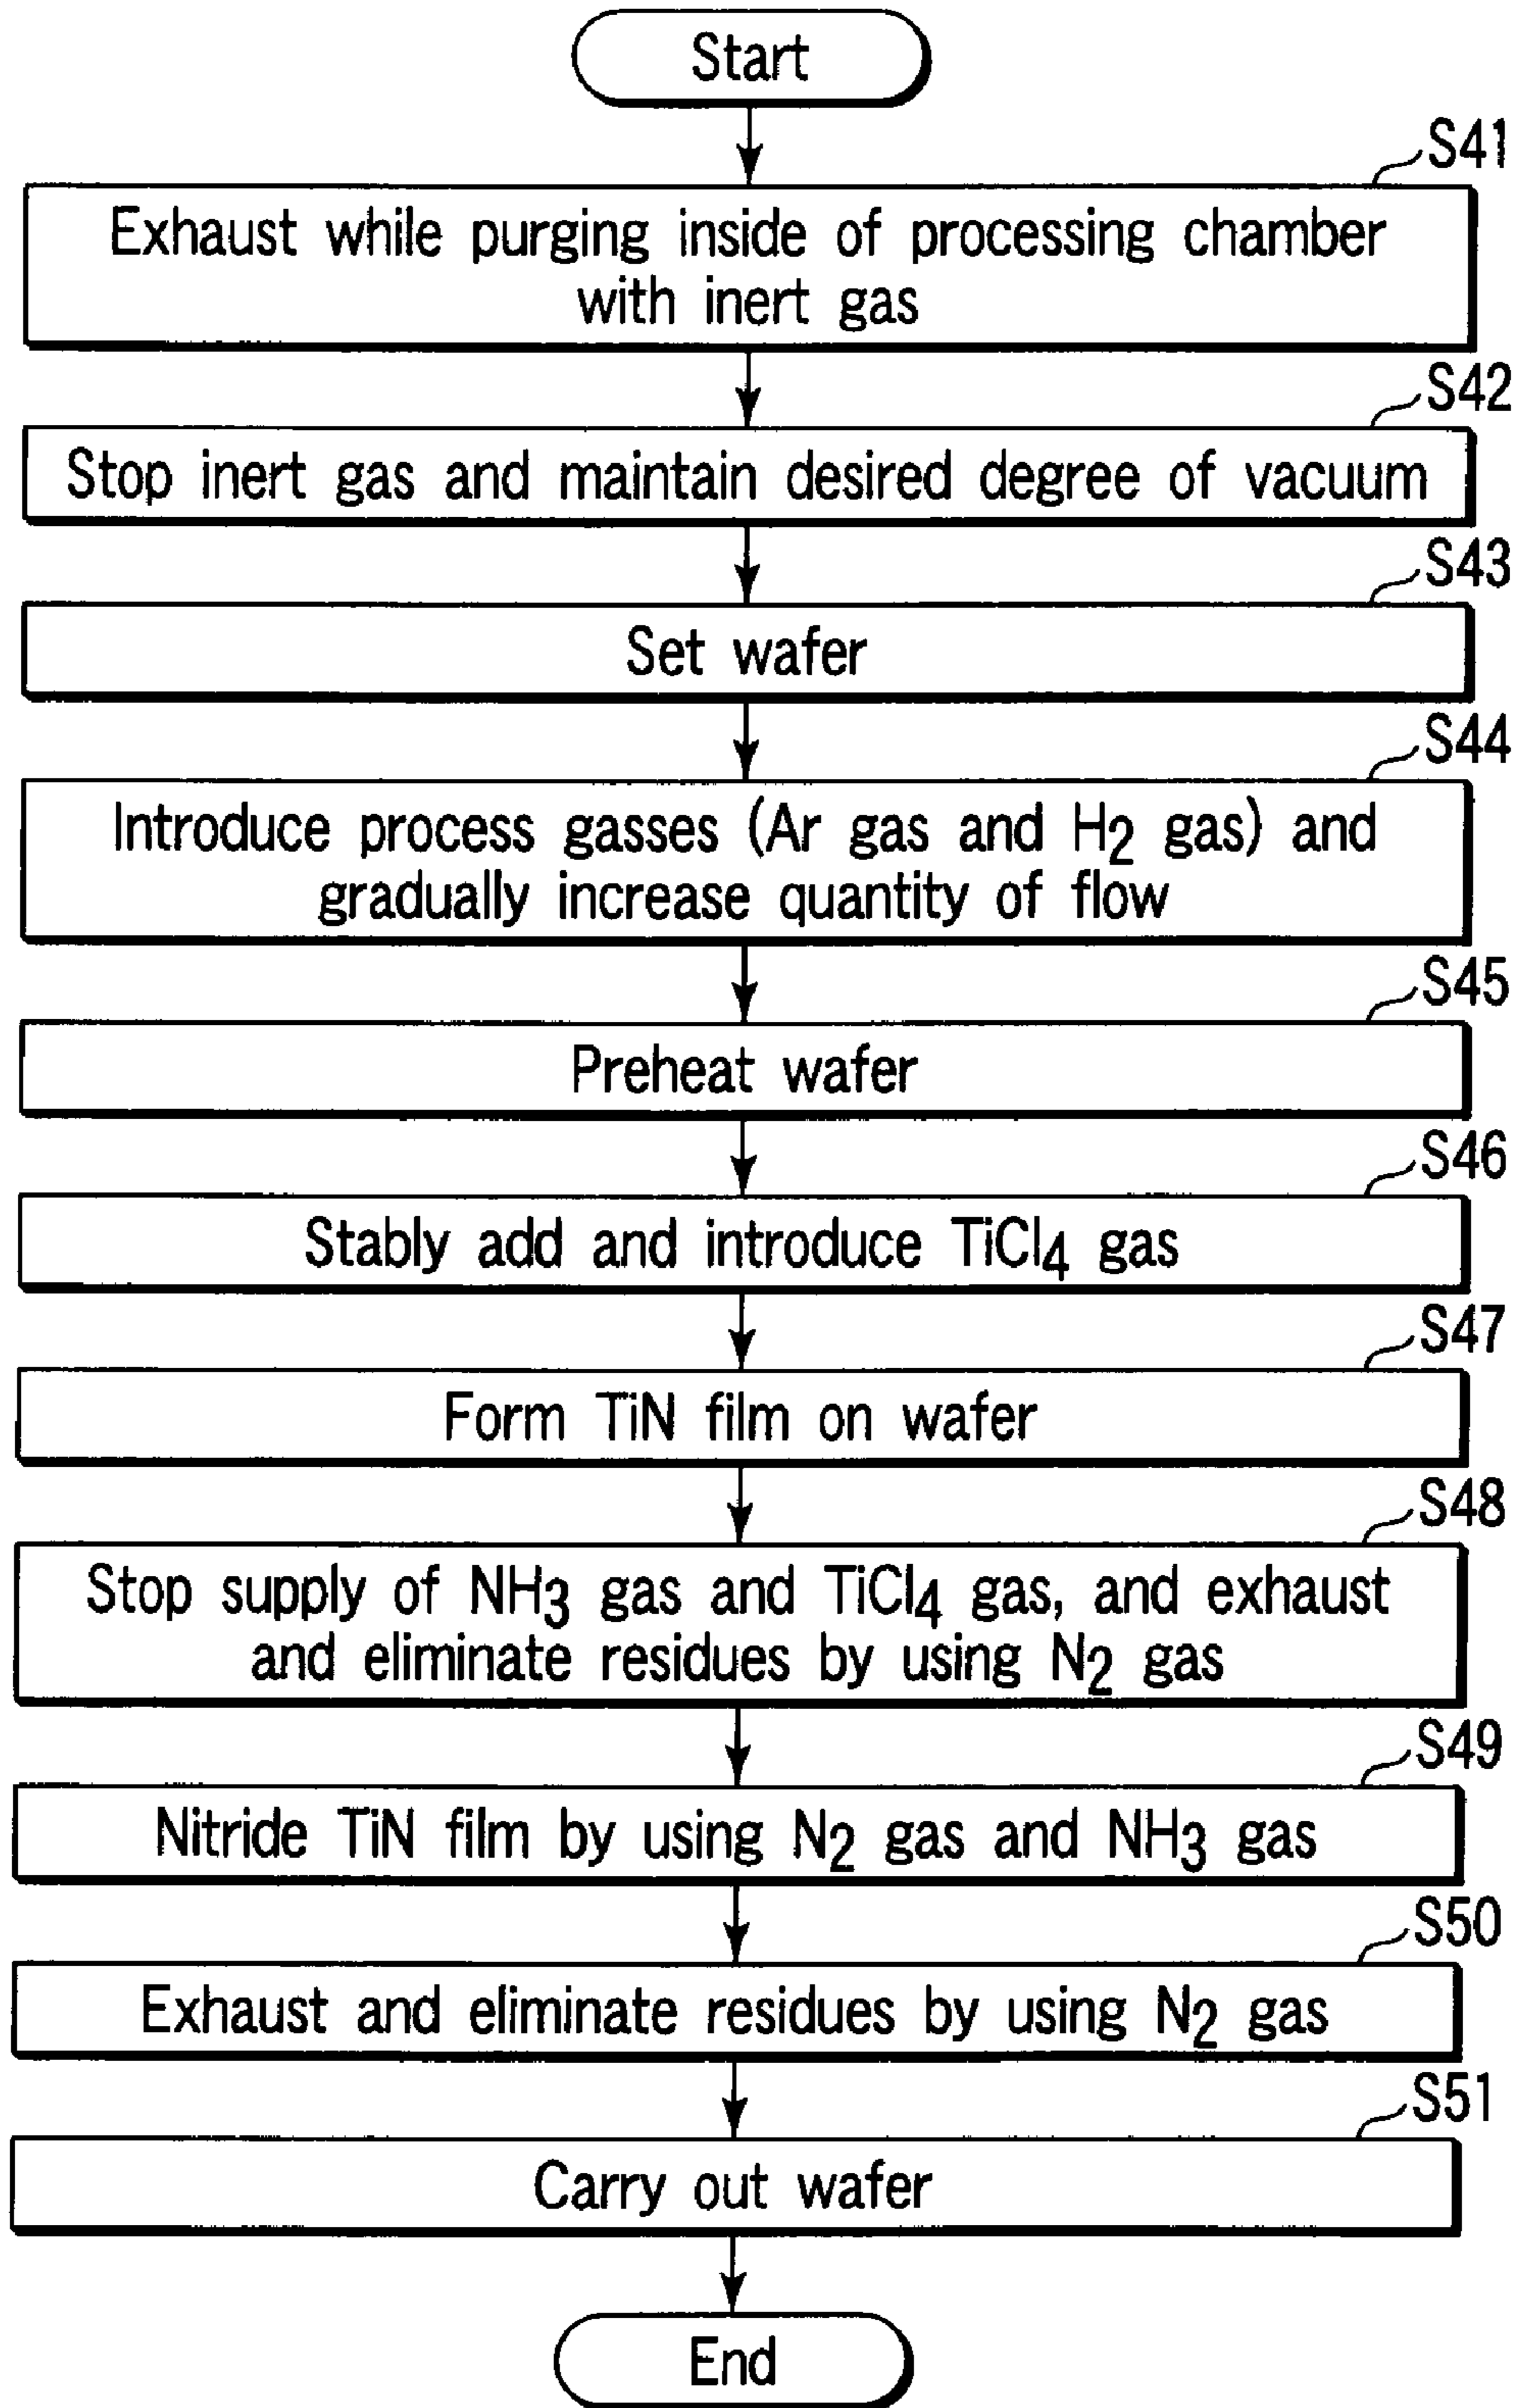 Start
S41
Exhaust while purging inside of processing chamber
with inert gas
S42
Stop inert gas and maintain desired degree of vacuum
S43
Set wafer
S44
Introduce process gasses (Ar gas and H2 gas) and
gradually increase quantity of flow
S45
Preheat wafer
S46
Stably add and introduce TiCl4 gas
S47
Form TiN film on wafer
S48
Stop supply of NH3 gas and TiCl4 gas, and exhaust
and eliminate residues by using N2 gas
S49
Nitride TiN film by using N2 gas and NH3 gas
S50
Exhaust and eliminate residues by using N2 gas
S51
Carry out wafer
End